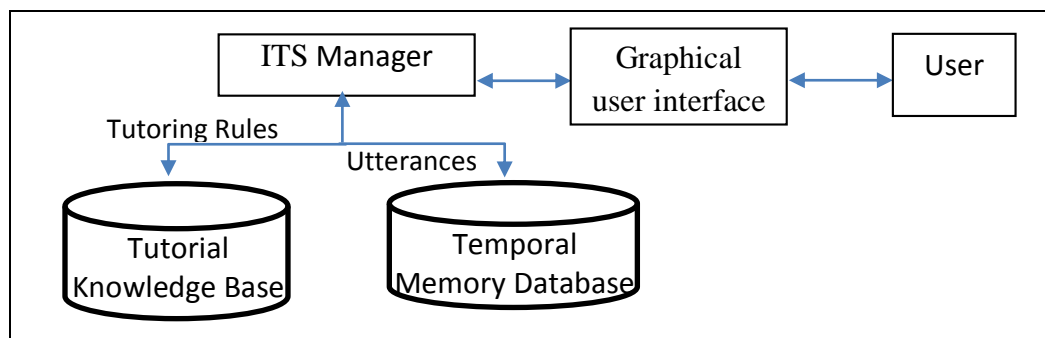 ITS Manager
Graphical
user interface
User
Tutoring Rules
Utterances
Tutorial
Knowledge Base
Temporal
Memory Database